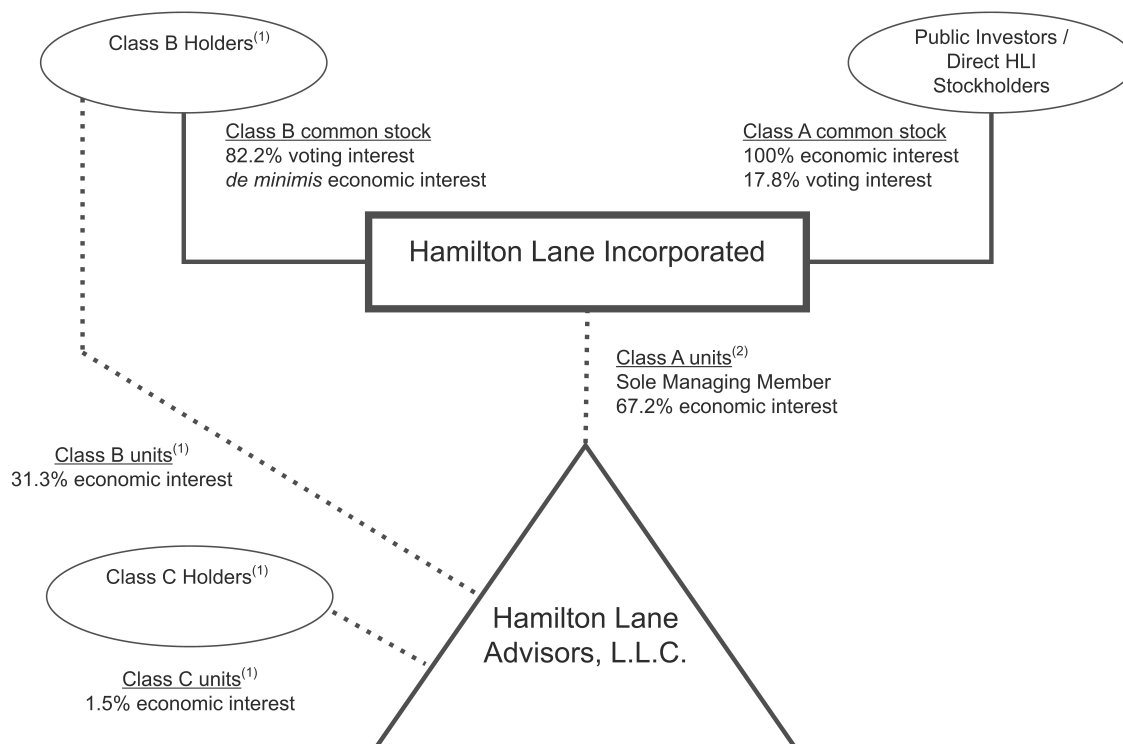 Class B Holders(1)
Public Investors /
Direct HLI
Stockholders
Class B common stock
82.2% voting interest
de minimis economic interest
Class A common stock
100% economic interest
17.8% voting interest
Hamilton Lane Incorporated
Class A units(2)
Sole Managing Member
67.2% economic interest
Class B units(1)
31.3% economic interest
Class C Holders(1)
Hamilton Lane
Advisors, L.L.C.
Class C units(1)
1.5% economic interest